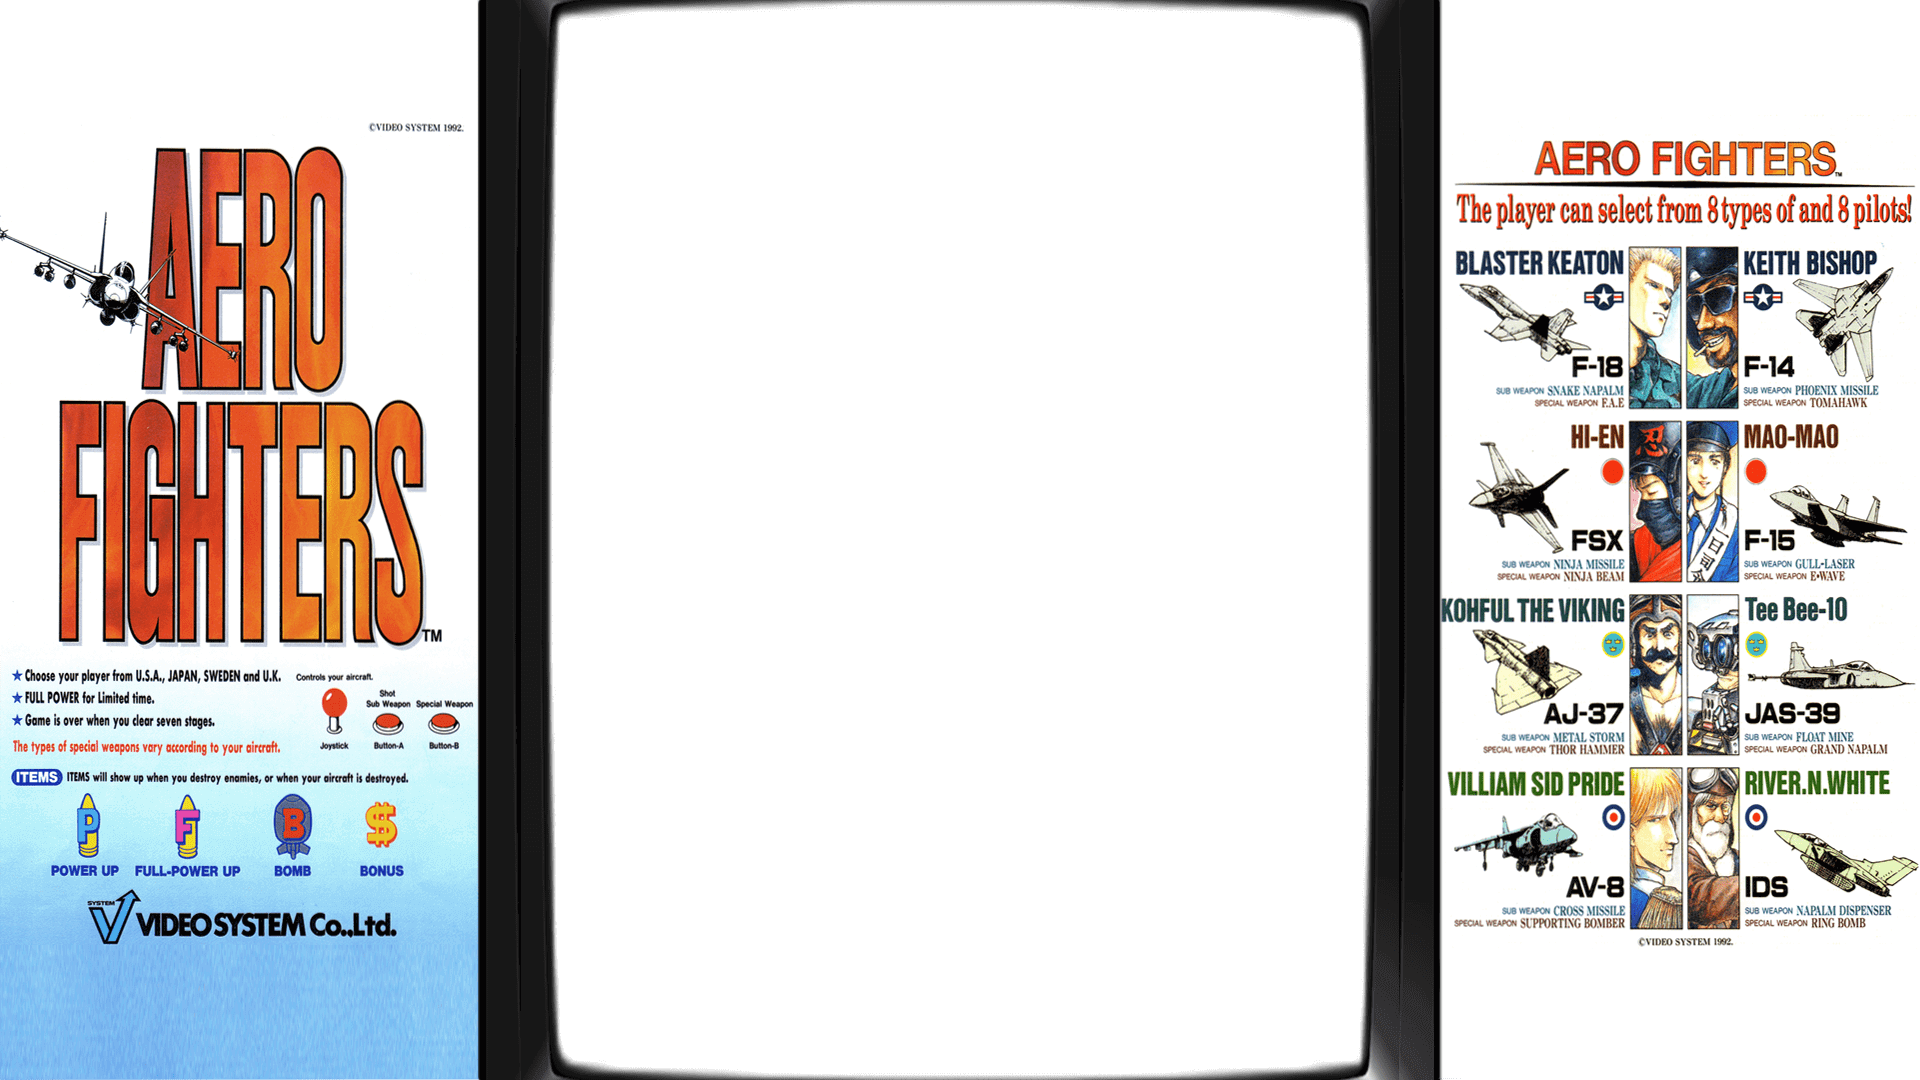 ©VIDEO SYSTEM 1992.
AERO
FIGHTERS
TM
★Choose your player from U.S.A., JAPAN, SWEDEN and U.K.
★FULL POWER for Limited time.
★Game is over when you clear seven stages.
The types of special weapons vary according to your aircraft.
Controls your aircraft.
Joystick
Shot
Sub Weapon
Button-A
Special Weapon
Button-B
ITEMS ITEMS will show up when you destroy enemies, or when your aircraft is destroyed.
P
F
B
$
POWER UP
FULL-POWER UP
BOMB
BONUS
SYSTEM
V VIDEO SYSTEM Co.,Ltd.
AERO FIGHTERS™
The player can select from 8 types of and 8 pilots!
BLASTER KEATON
F-18
SUB WEAPON SNAKE NAPALM
SPECIAL WEAPON F.A.E
KEITH BISHOP
F-14
SUB WEAPON PHOENIX MISSILE
SPECIAL WEAPON TOMAHAWK
HI-EN
忍
FSX
SUB WEAPON NINJA MISSILE
SPECIAL WEAPON NINJA BEAM
MAO-MAO
一日司令
F-15
SUB WEAPON GULL-LASER
SPECIAL WEAPON E•WAVE
KOHFUL THE VIKING
AJ-37
SUB WEAPON METAL STORM
SPECIAL WEAPON THOR HAMMER
Tee Bee-10
JAS-39
SUB WEAPON FLOAT MINE
SPECIAL WEAPON GRAND NAPALM
VILLIAM SID PRIDE
AV-8
SUB WEAPON CROSS MISSILE
SPECIAL WEAPON SUPPORTING BOMBER
RIVER.N.WHITE
IDS
SUB WEAPON NAPALM DISPENSER
SPECIAL WEAPON RING BOMB
©VIDEO SYSTEM 1992.